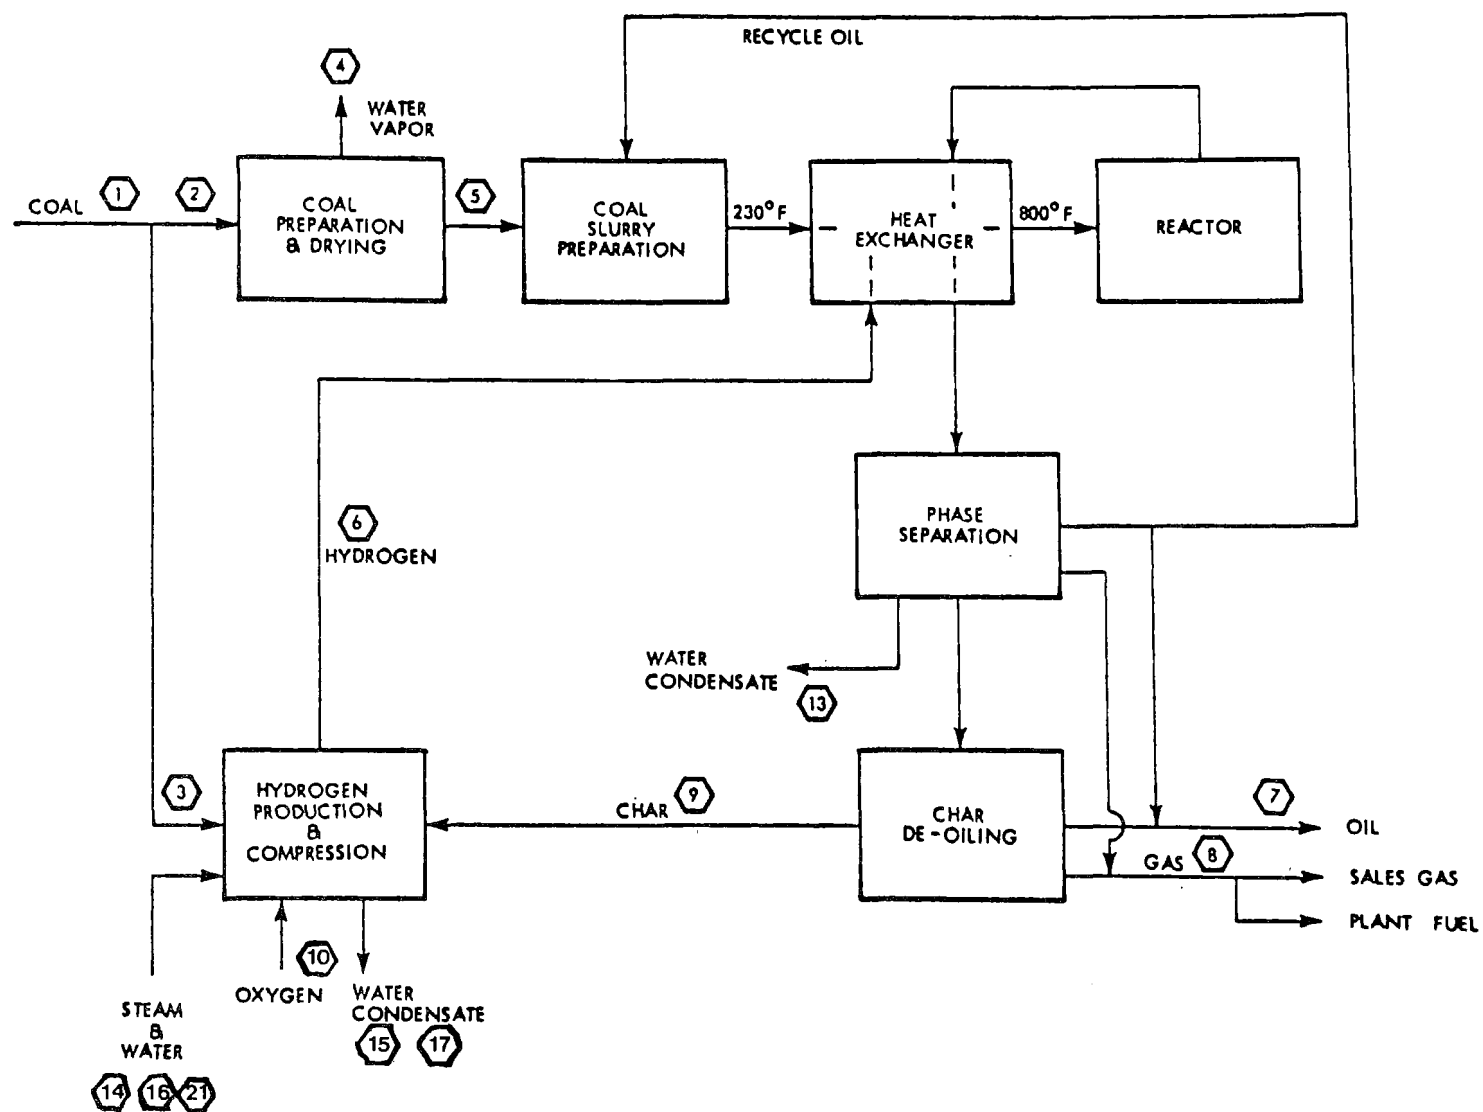 RECYCLE OIL
4
WATER
VAPOR
COAL
1
2
COAL
PREPARATION
& DRYING
5
COAL
SLURRY
PREPARATION
230°F
HEAT
EXCHANGER
800°F
REACTOR
6
HYDROGEN
PHASE
SEPARATION
WATER
CONDENSATE
13
3
HYDROGEN
PRODUCTION
&
COMPRESSION
CHAR
9
CHAR
DE-OILING
7
OIL
GAS
8
SALES GAS
PLANT FUEL
10
OXYGEN
WATER
CONDENSATE
15
17
STEAM
&
WATER
14
16
21